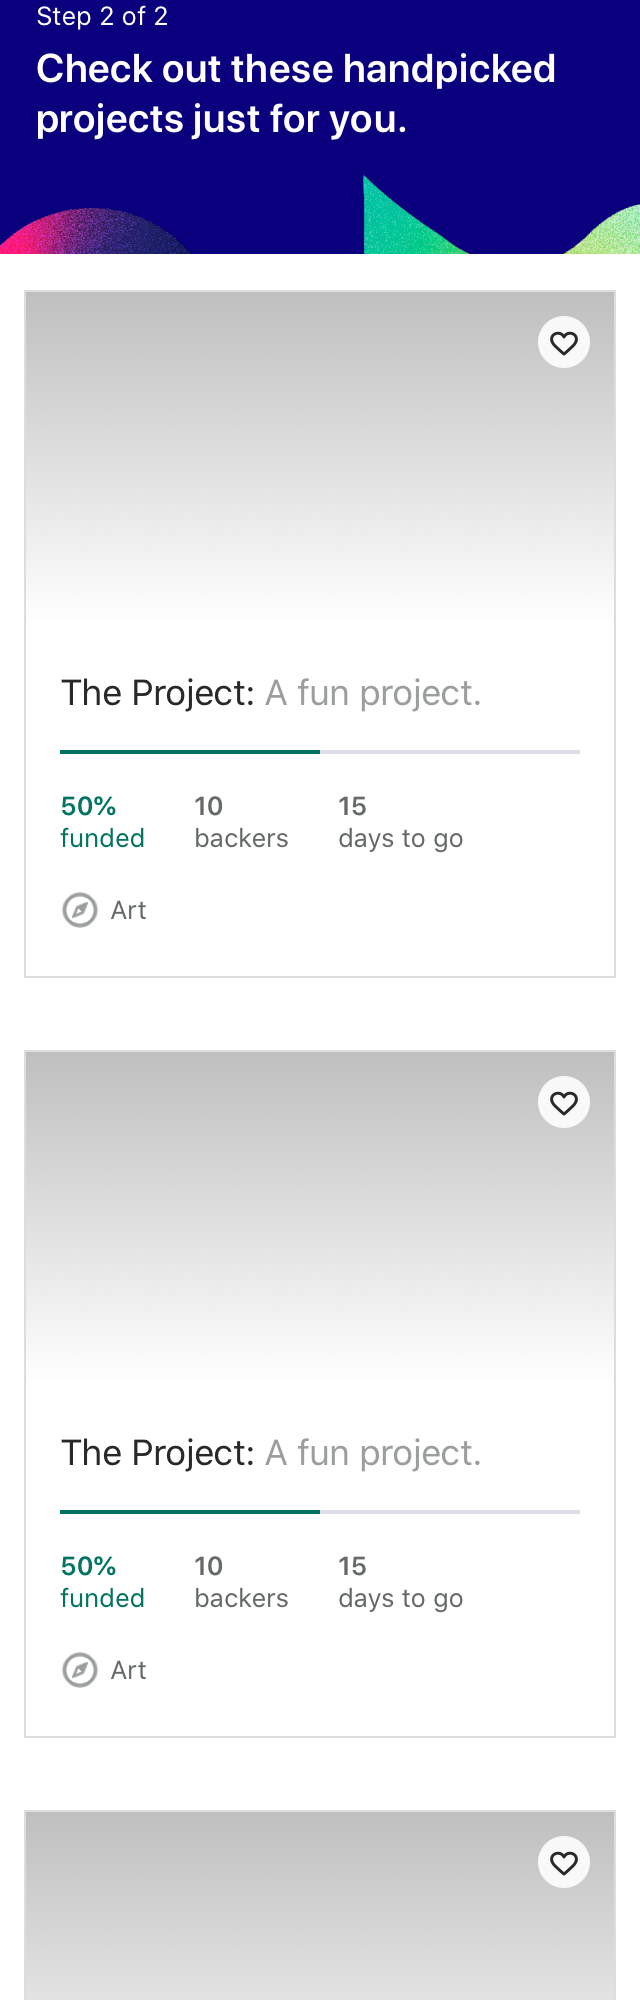 Step 2 of 2
Check out these handpicked
projects just for you.
The Project: A fun project.
50% 10 15
funded backers days to go
Art
The Project: A fun project.
50% 10 15
funded backers days to go
Art